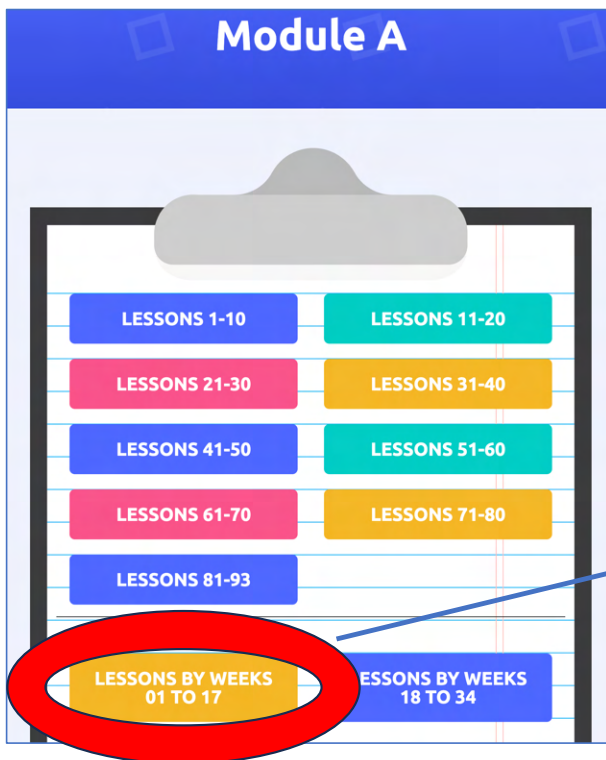 Module A
LESSONS 1-10
LESSONS 11-20
LESSONS 21-30
LESSONS 31-40
LESSONS 41-50
LESSONS 51-60
LESSONS 61-70
LESSONS 71-80
LESSONS 81-93
LESSONS BY WEEKS
01 TO 17
ESSONS BY WEEKS
18 TO 34